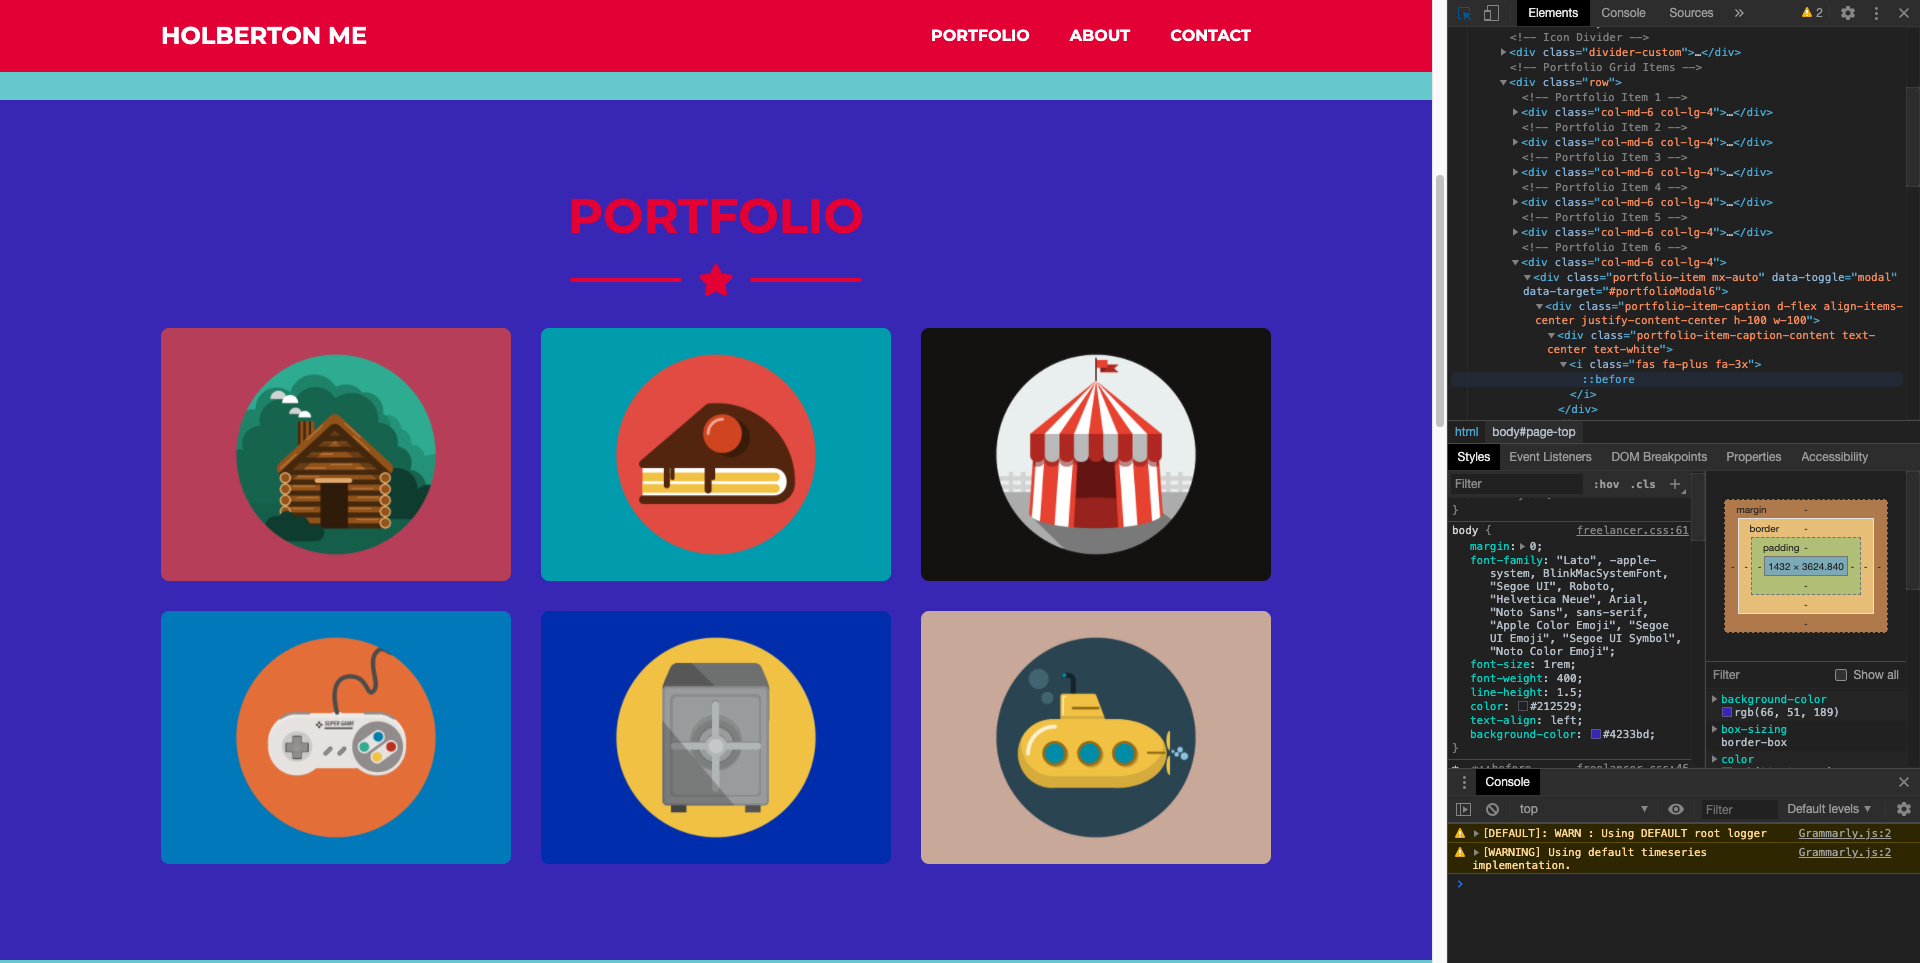 HOLBERTON ME
PORTFOLIO ABOUT CONTACT
PORTFOLIO
SUPER GAME
Elements Console Sources » 2
<!-- Icon Divider -->
<div class="divider-custom">…</div>
<!-- Portfolio Grid Items -->
<div class="row">
<!-- Portfolio Item 1 -->
<div class="col-md-6 col-lg-4">…</div>
<!-- Portfolio Item 2 -->
<div class="col-md-6 col-lg-4">…</div>
<!-- Portfolio Item 3 -->
<div class="col-md-6 col-lg-4">…</div>
<!-- Portfolio Item 4 -->
<div class="col-md-6 col-lg-4">…</div>
<!-- Portfolio Item 5 -->
<div class="col-md-6 col-lg-4">…</div>
<!-- Portfolio Item 6 -->
<div class="col-md-6 col-lg-4">
<div class="portfolio-item mx-auto" data-toggle="modal"
data-target="#portfolioModal6">
<div class="portfolio-item-caption d-flex align-items-
center justify-content-center h-100 w-100">
<div class="portfolio-item-caption-content text-
center text-white">
<i class="fas fa-plus fa-3x">
::before
</i>
</div>
html body#page-top
Styles Event Listeners DOM Breakpoints Properties Accessibility
Filter :hov .cls +
}
body { freelancer.css:61
margin: 0;
font-family: "Lato", -apple-
system, BlinkMacSystemFont,
"Segoe UI", Roboto,
"Helvetica Neue", Arial,
"Noto Sans", sans-serif,
"Apple Color Emoji", "Segoe
UI Emoji", "Segoe UI Symbol",
"Noto Color Emoji";
font-size: 1rem;
font-weight: 400;
line-height: 1.5;
color: #212529;
text-align: left;
background-color: #4233bd;
}
margin -
border -
padding -
- - - 1432 × 3624.840 - - -
-
-
-
Filter Show all
background-color
rgb(66, 51, 189)
box-sizing
border-box
color
Console
top Filter Default levels
[DEFAULT]: WARN : Using DEFAULT root logger Grammarly.js:2
[WARNING] Using default timeseries Grammarly.js:2
implementation.